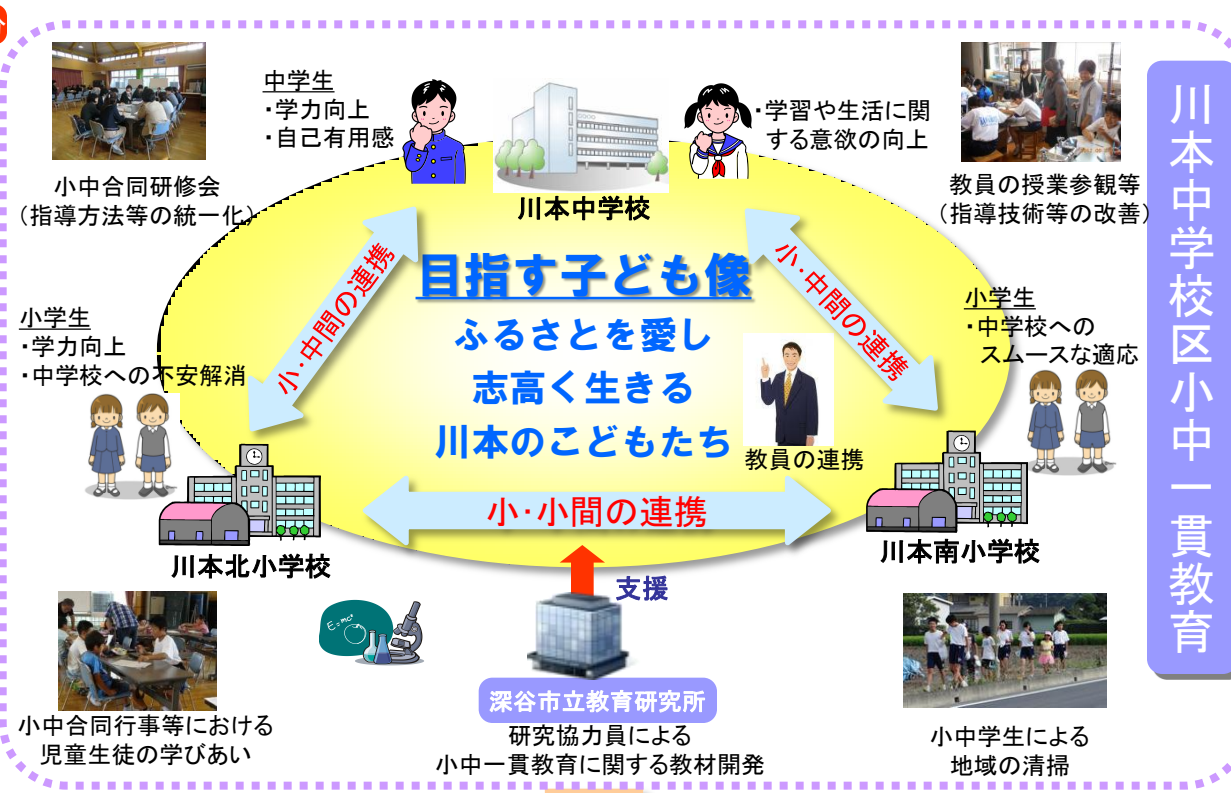 中学生
・学力向上
・自己有用感
・学習や生活に関
する意欲の向上
小中合同研修会
（指導方法等の統一化）
川本中学校
教員の授業参観等
（指導技術等の改善）
川本中学校区小中一貫教育
目指す子ども像
ふるさとを愛し
志高く生きる
川本のこどもたち
小・中間の連携
小・中間の連携
小学生
・学力向上
・中学校への不安解消
小学生
・中学校への
スムースな適応
教員の連携
小・小間の連携
川本北小学校
川本南小学校
支援
E=mc²
深谷市立教育研究所
研究協力員による
小中一貫教育に関する教材開発
小中合同行事等における
児童生徒の学びあい
小中学生による
地域の清掃